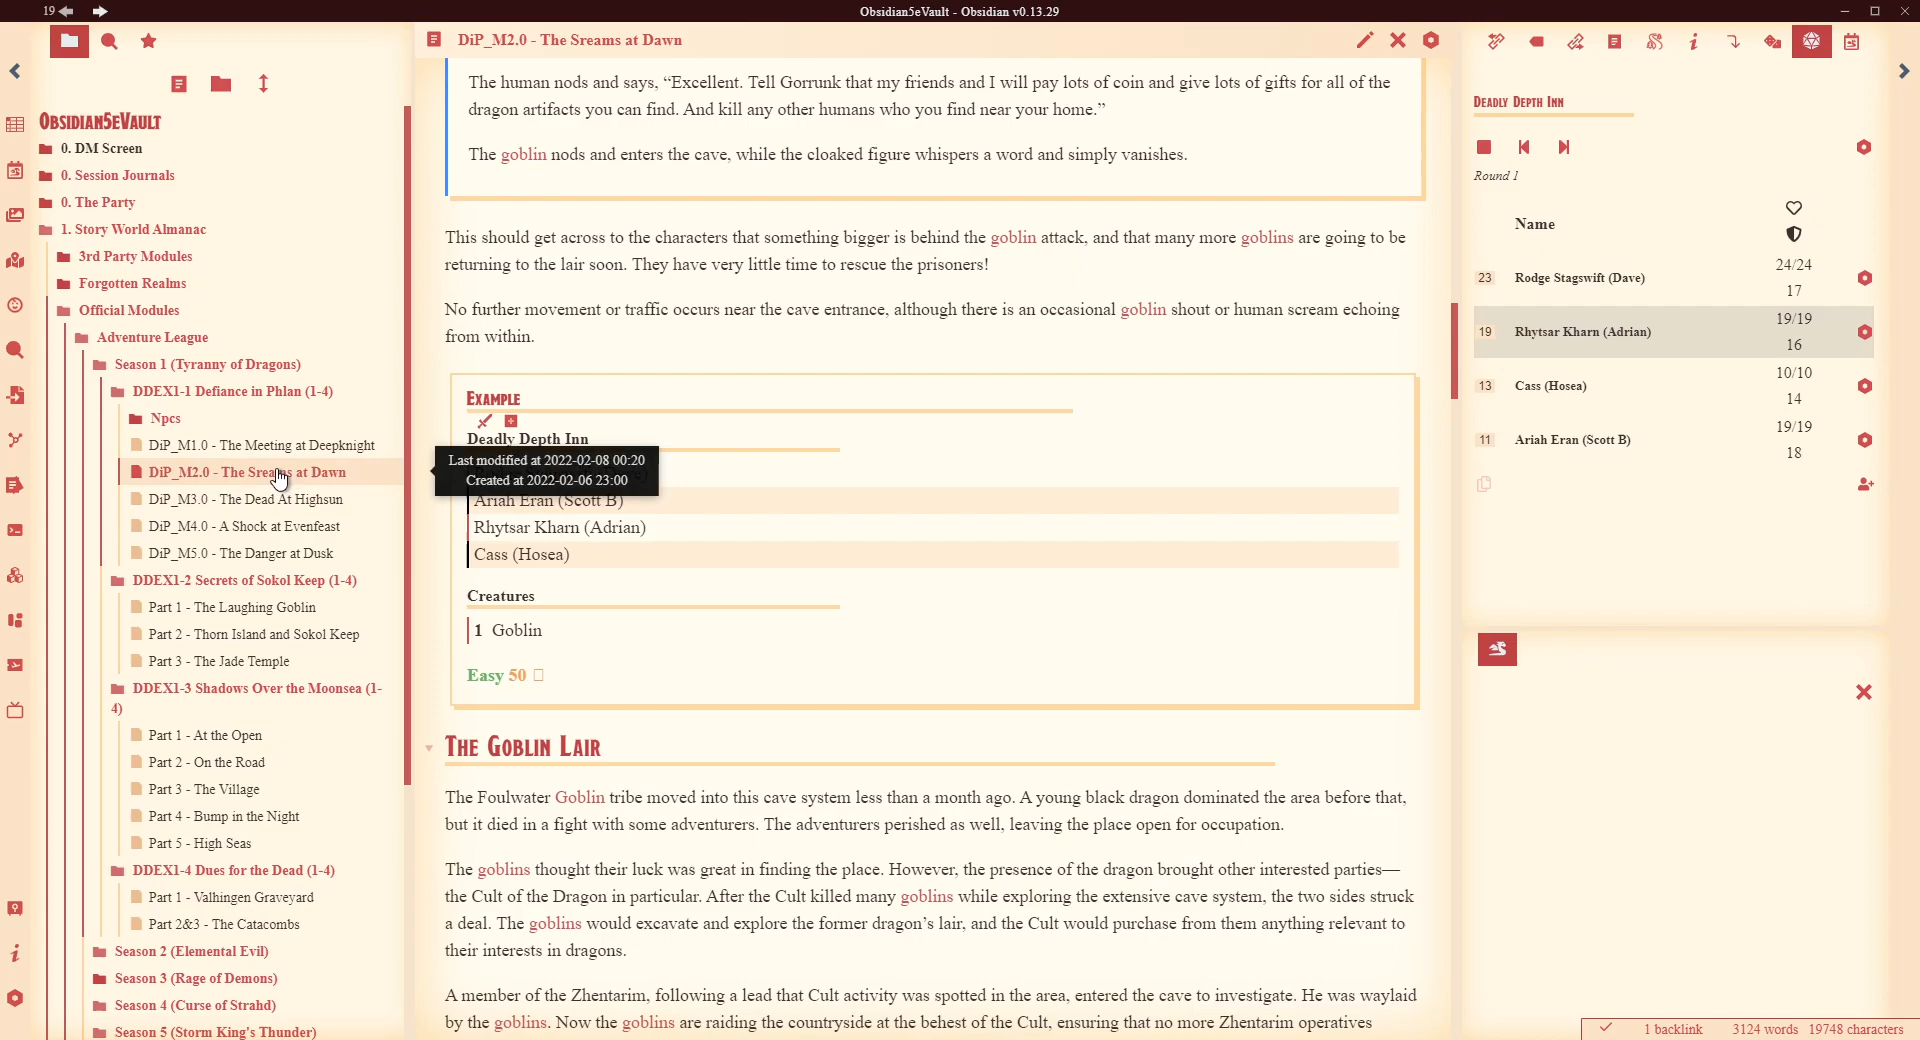 19
Obsidian5eVault - Obsidian v0.13.29
Obsidian5eVault
0. DM Screen
0. Session Journals
0. The Party
1. Story World Almanac
3rd Party Modules
Forgotten Realms
Official Modules
Adventure League
Season 1 (Tyranny of Dragons)
DDEX1-1 Defiance in Phlan (1-4)
Npcs
DiP_M1.0 - The Meeting at Deepknight
DiP_M2.0 - The Sreams at Dawn
DiP_M3.0 - The Dead At Highsun
DiP_M4.0 - A Shock at Evenfeast
DiP_M5.0 - The Danger at Dusk
DDEX1-2 Secrets of Sokol Keep (1-4)
Part 1 - The Laughing Goblin
Part 2 - Thorn Island and Sokol Keep
Part 3 - The Jade Temple
DDEX1-3 Shadows Over the Moonsea (1-
4)
Part 1 - At the Open
Part 2 - On the Road
Part 3 - The Village
Part 4 - Bump in the Night
Part 5 - High Seas
DDEX1-4 Dues for the Dead (1-4)
Part 1 - Valhingen Graveyard
Part 2&3 - The Catacombs
Season 2 (Elemental Evil)
Season 3 (Rage of Demons)
Season 4 (Curse of Strahd)
Season 5 (Storm King's Thunder)
DiP_M2.0 - The Sreams at Dawn
The human nods and says, “Excellent. Tell Gorrunk that my friends and I will pay lots of coin and give lots of gifts for all of the
dragon artifacts you can find. And kill any other humans who you find near your home.”
The goblin nods and enters the cave, while the cloaked figure whispers a word and simply vanishes.
This should get across to the characters that something bigger is behind the goblin attack, and that many more goblins are going to be
returning to the lair soon. They have very little time to rescue the prisoners!
No further movement or traffic occurs near the cave entrance, although there is an occasional goblin shout or human scream echoing
from within.
Example
Deadly Depth Inn
Last modified at 2022-02-08 00:20
Created at 2022-02-06 23:00
Ariah Eran (Scott B)
Rhytsar Kharn (Adrian)
Cass (Hosea)
Creatures
1 Goblin
Easy 50
The Goblin Lair
The Foulwater Goblin tribe moved into this cave system less than a month ago. A young black dragon dominated the area before that,
but it died in a fight with some adventurers. The adventurers perished as well, leaving the place open for occupation.
The goblins thought their luck was great in finding the place. However, the presence of the dragon brought other interested parties—
the Cult of the Dragon in particular. After the Cult killed many goblins while exploring the extensive cave system, the two sides struck
a deal. The goblins would excavate and explore the former dragon’s lair, and the Cult would purchase from them anything relevant to
their interests in dragons.
A member of the Zhentarim, following a lead that Cult activity was spotted in the area, entered the cave to investigate. He was waylaid
by the goblins. Now the goblins are raiding the countryside at the behest of the Cult, ensuring that no more Zhentarim operatives
Deadly Depth Inn
Round 1
Name
23 Rodge Stagswift (Dave) 24/24
17
19 Rhytsar Kharn (Adrian) 19/19
16
13 Cass (Hosea) 10/10
14
11 Ariah Eran (Scott B) 19/19
18
1 backlink 3124 words 19748 characters